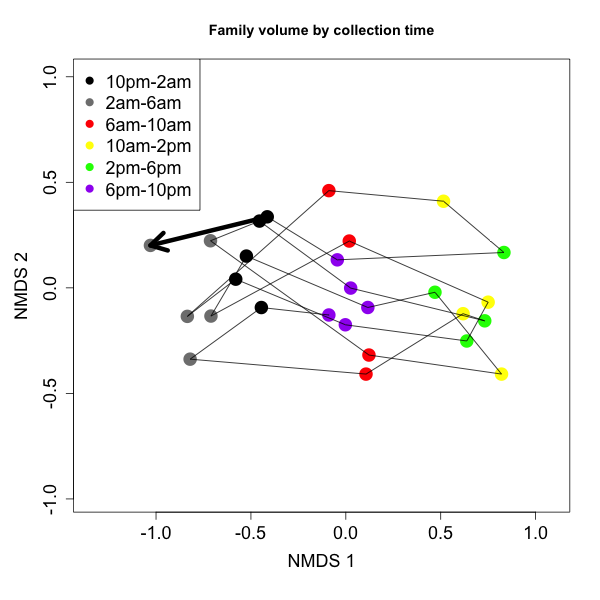 Family volume by collection time
10pm-2am
2am-6am
6am-10am
10am-2pm
2pm-6pm
6pm-10pm
1.0
0.5
0.0
-0.5
-1.0
NMDS 2
-1.0 -0.5 0.0 0.5 1.0
NMDS 1